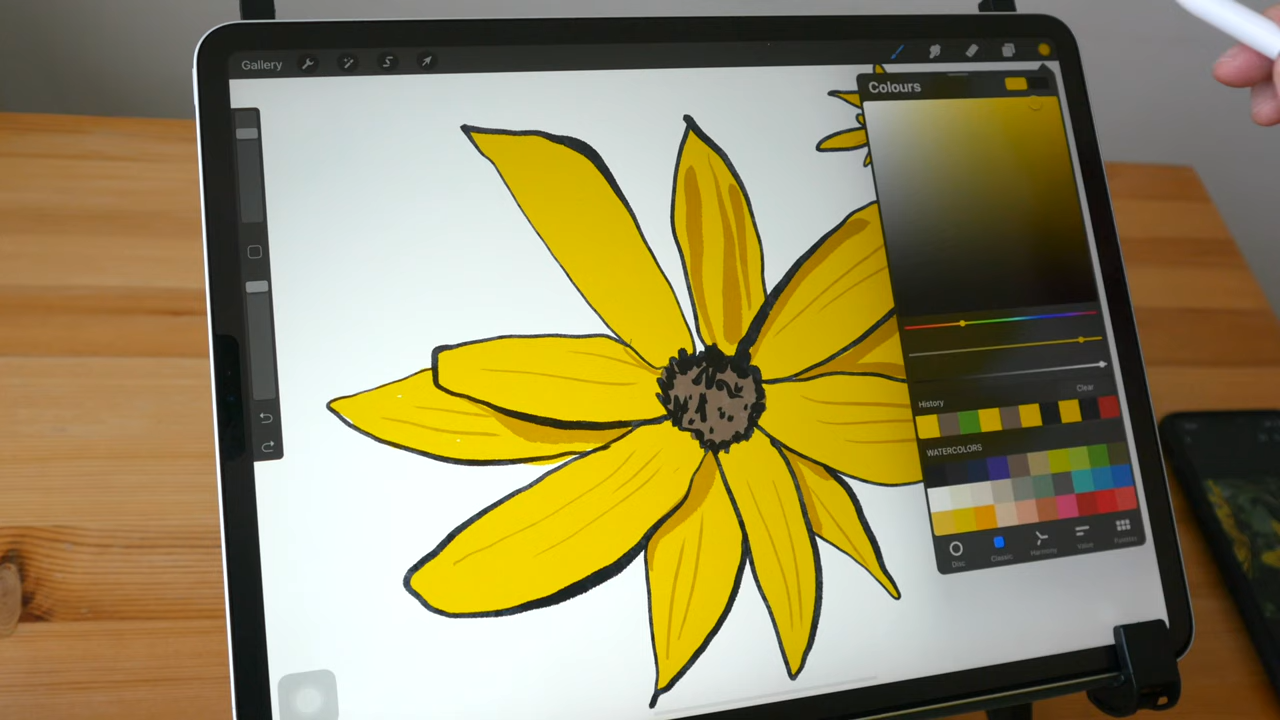 Gallery
Colours
Clear
History
WATERCOLORS
Disc
Classic
Harmony
Value
Palettes